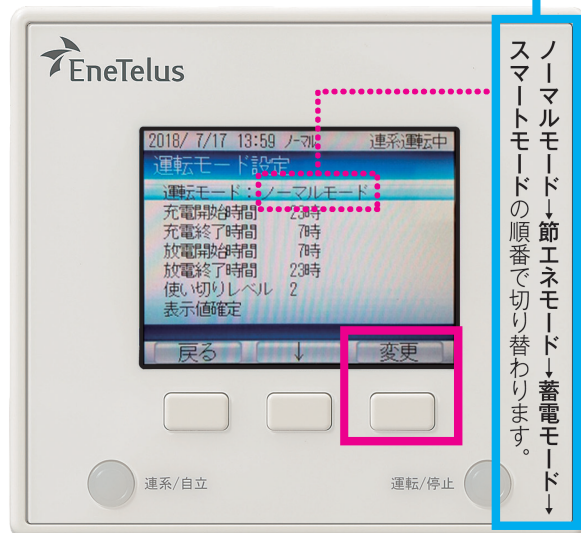 EneTelus
2018/ 7/17 13:59 ノーマル 連系運転中
運転モード設定
運転モード：ノーマルモード
充電開始時間 23時
充電終了時間 7時
放電開始時間 7時
放電終了時間 23時
使い切りレベル 2
表示値確定
戻る ↓ 変更
連系/自立 運転/停止
ノーマルモード→節エネモード→蓄電モード→
スマートモードの順番で切り替わります。